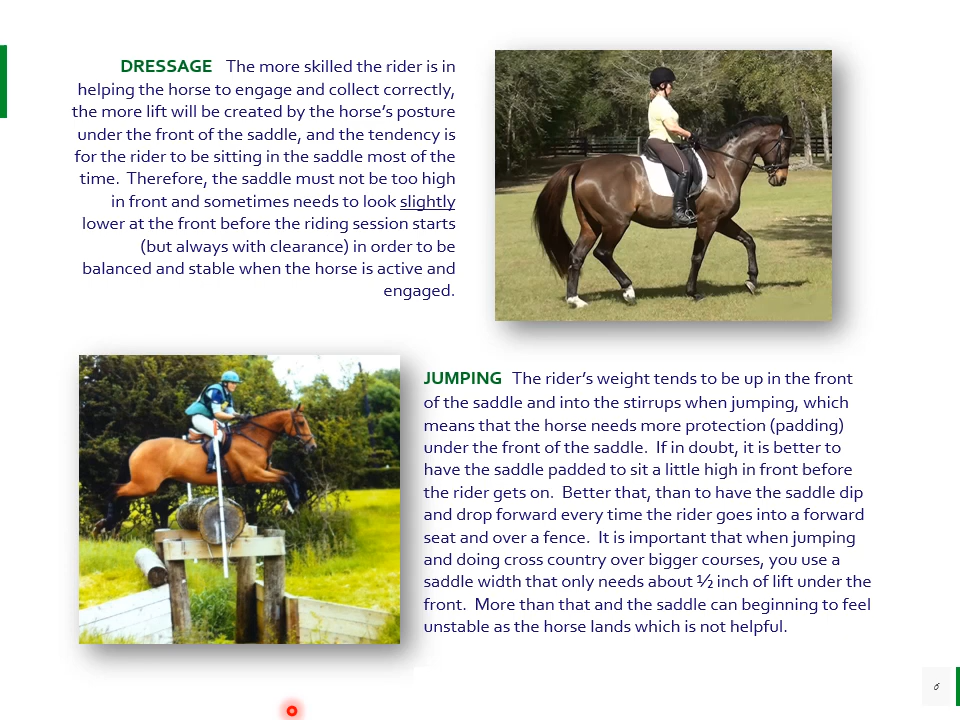 DRESSAGE The more skilled the rider is in
helping the horse to engage and collect correctly,
the more lift will be created by the horse’s posture
under the front of the saddle, and the tendency is
for the rider to be sitting in the saddle most of the
time. Therefore, the saddle must not be too high
in front and sometimes needs to look slightly
lower at the front before the riding session starts
(but always with clearance) in order to be
balanced and stable when the horse is active and
engaged.
JUMPING The rider’s weight tends to be up in the front
of the saddle and into the stirrups when jumping, which
means that the horse needs more protection (padding)
under the front of the saddle. If in doubt, it is better to
have the saddle padded to sit a little high in front before
the rider gets on. Better that, than to have the saddle dip
and drop forward every time the rider goes into a forward
seat and over a fence. It is important that when jumping
and doing cross country over bigger courses, you use a
saddle width that only needs about ½ inch of lift under the
front. More than that and the saddle can beginning to feel
unstable as the horse lands which is not helpful.
6